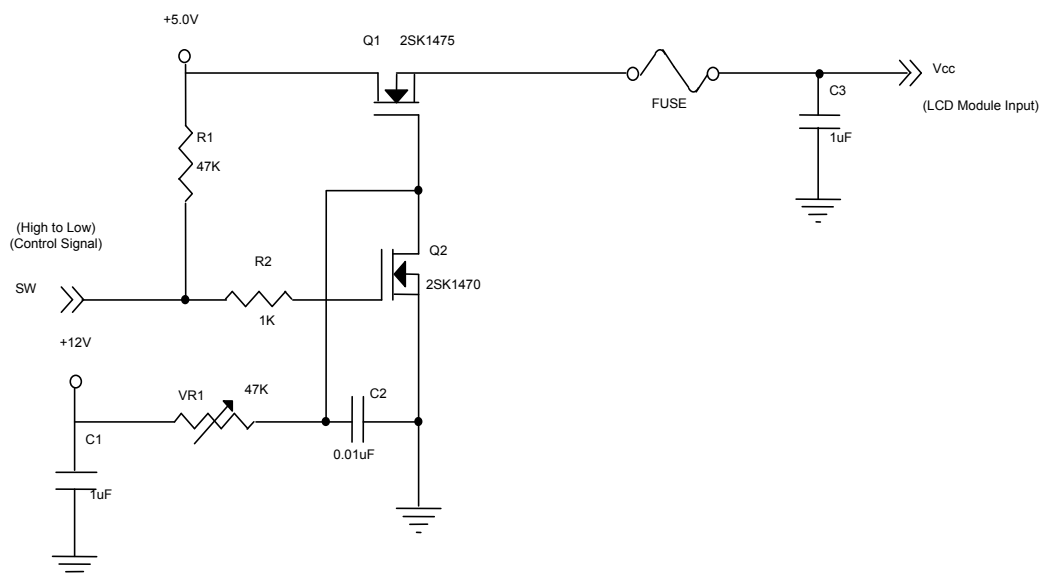 +5.0V
Q1 2SK1475
Vcc
FUSE
C3
(LCD Module Input)
R1
1uF
47K
(High to Low)
(Control Signal)
Q2
R2
SW
2SK1470
1K
+12V
VR1
47K
C2
C1
0.01uF
1uF